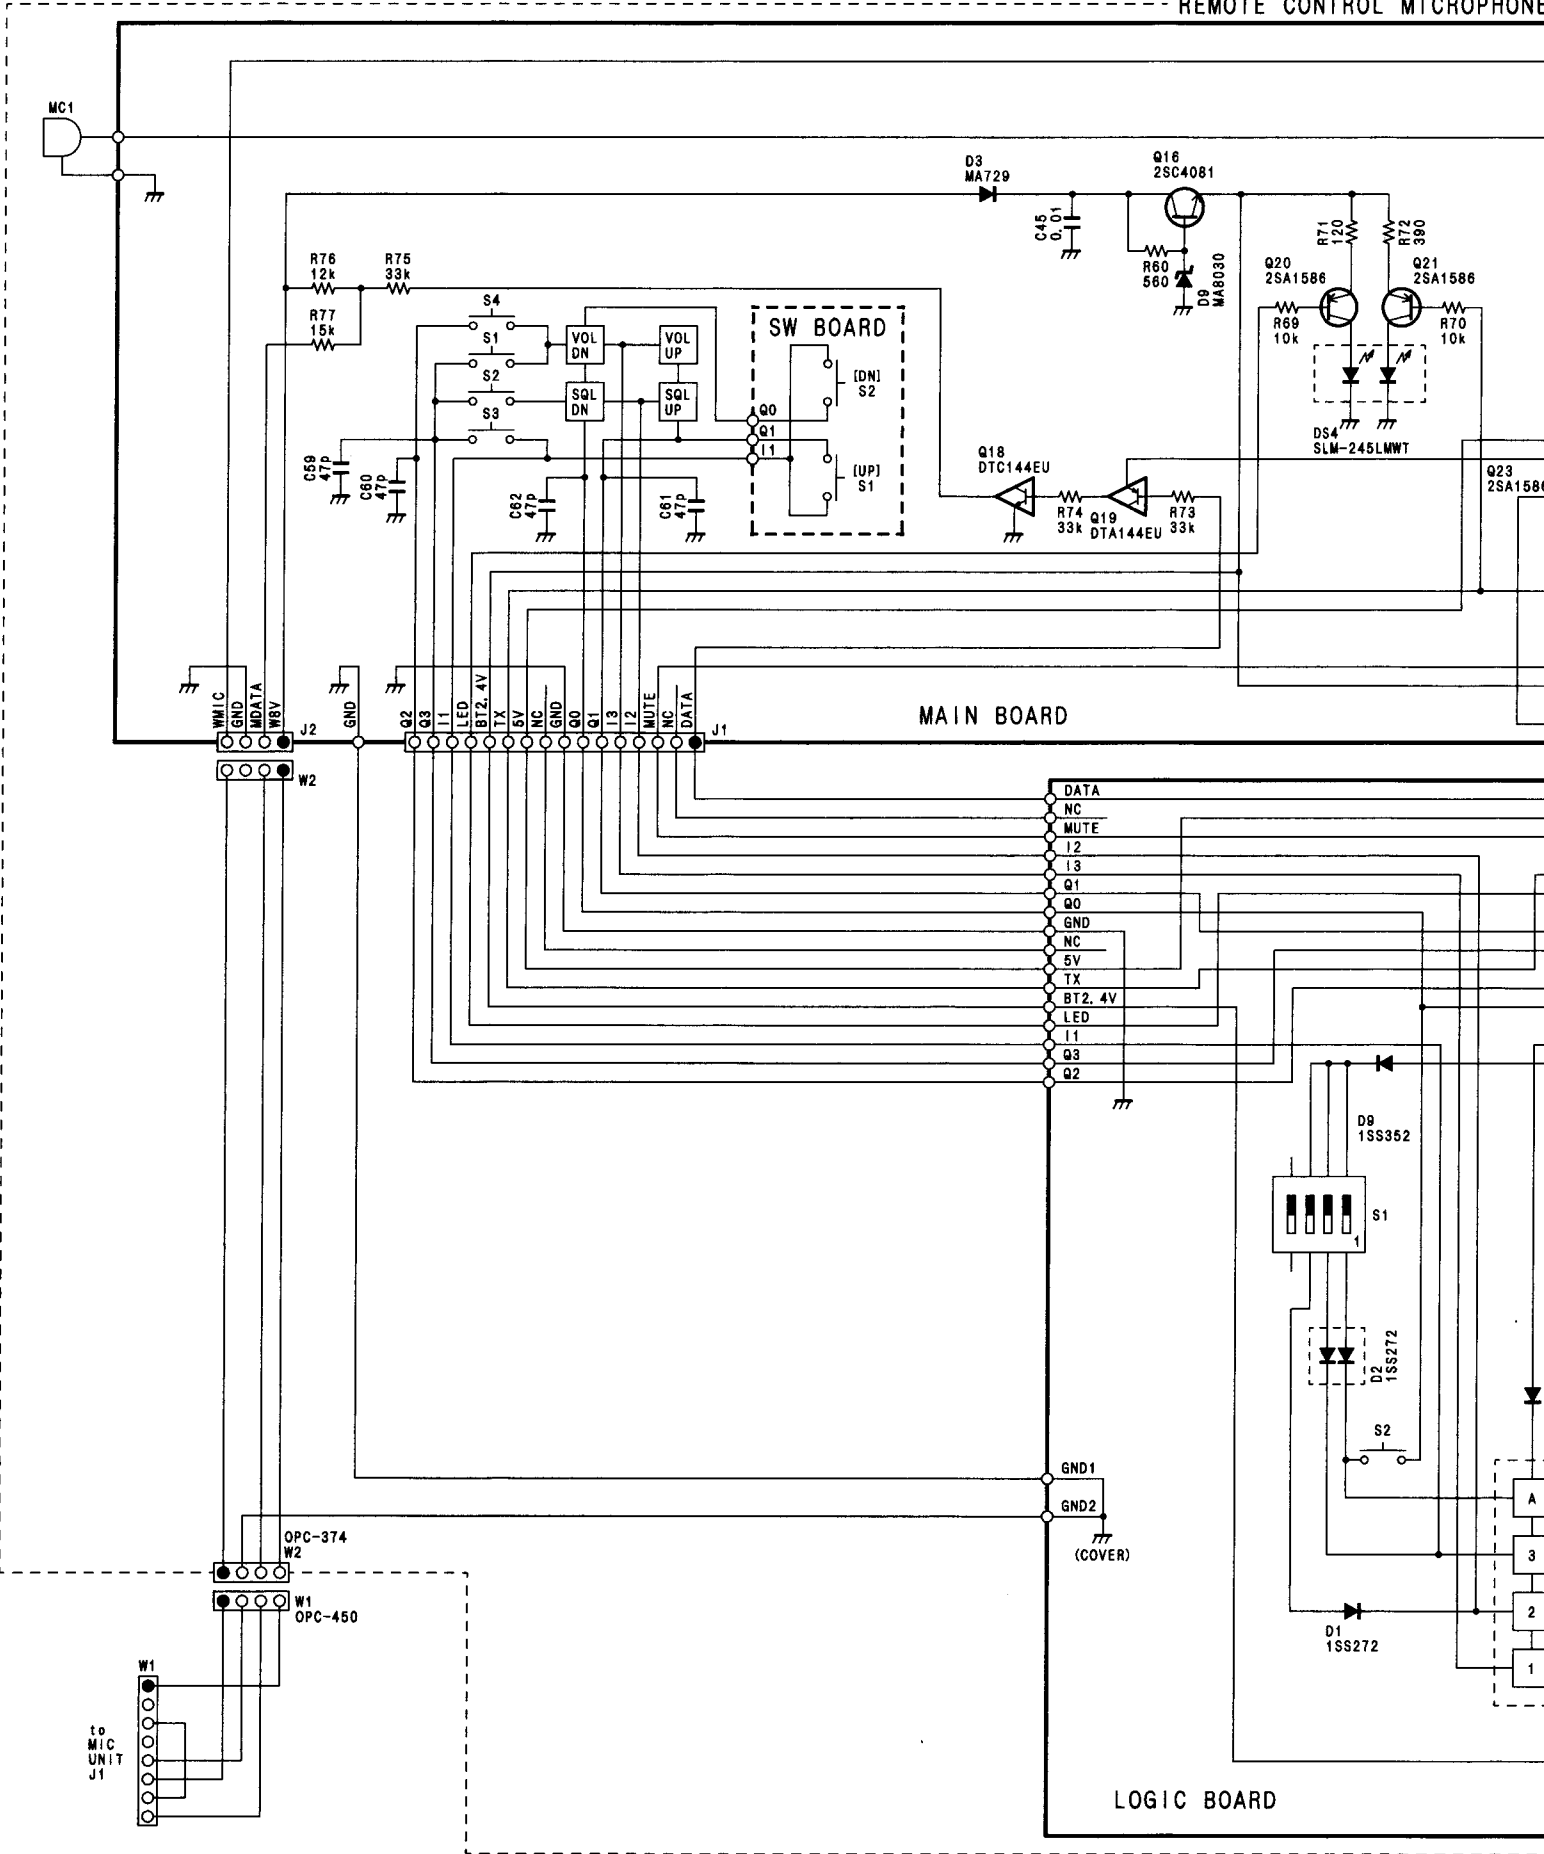 REMOTE CONTROL MICROPHONE
MC1
D3
MA729
Q16
2SC4081
C45
0.01
R60
560
D9
MA8030
R71
120
R72
390
Q20
2SA1586
Q21
2SA1586
R69
10k
R70
10k
R76
12k
R75
33k
R77
15k
S4
S1
S2
S3
VOL
DN
VOL
UP
SQL
DN
SQL
UP
SW BOARD
[DN]
S2
Q0
Q1
I1
[UP]
S1
DS4
SLM-245LMWT
C59
47p
C60
47p
C62
47p
C61
47p
Q18
DTC144EU
R74
33k
Q19
DTA144EU
R73
33k
Q23
2SA1586
WMIC
GND
MDATA
W8V
J2
GND
Q2
Q3
I1
LED
BT2.4V
TX
5V
NC
GND
Q0
Q1
I3
I2
MUTE
NC
DATA
J1
MAIN BOARD
W2
DATA
NC
MUTE
I2
I3
Q1
Q0
GND
NC
5V
TX
BT2.4V
LED
I1
Q3
Q2
D9
1SS352
S1
1
D2
1SS272
S2
GND1
GND2
(COVER)
A
3
2
1
D1
1SS272
OPC-374
W2
W1
OPC-450
W1
to
MIC
UNIT
J1
LOGIC BOARD